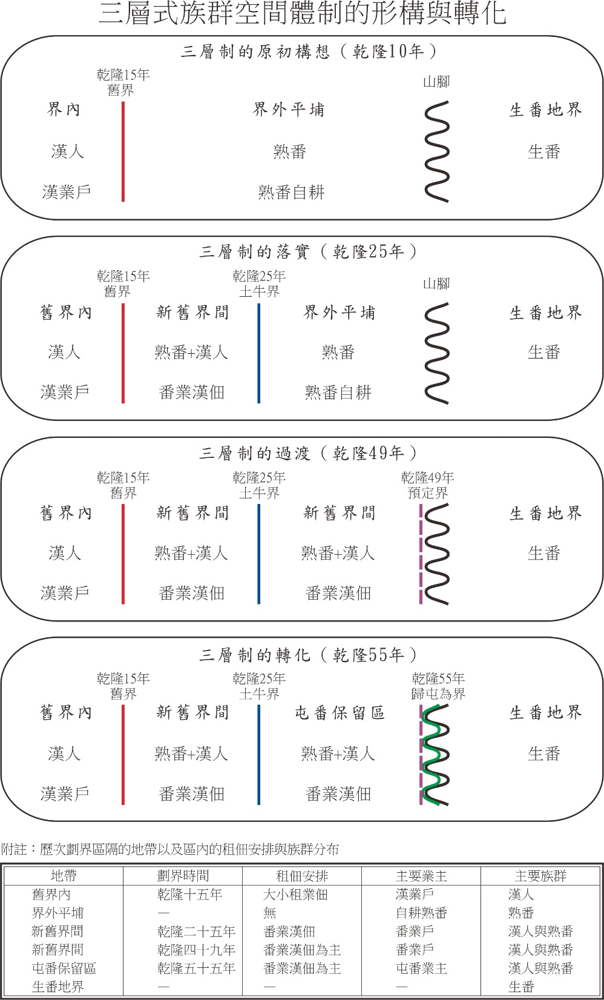 三層式族群空間體制的形構與轉化
三層制的原初構想（乾隆10年）
乾隆15年
舊界
山腳
界內
界外平埔
生番地界
漢人
熟番
生番
漢業戶
熟番自耕
三層制的落實（乾隆25年）
乾隆15年
舊界
乾隆25年
土牛界
山腳
舊界內
新舊界間
界外平埔
生番地界
漢人
熟番+漢人
熟番
生番
漢業戶
番業漢佃
熟番自耕
三層制的過渡（乾隆49年）
乾隆15年
舊界
乾隆25年
土牛界
乾隆49年
預定界
舊界內
新舊界間
新舊界間
生番地界
漢人
熟番+漢人
熟番+漢人
生番
漢業戶
番業漢佃
番業漢佃
三層制的轉化（乾隆55年）
乾隆15年
舊界
乾隆25年
土牛界
乾隆55年
歸屯為界
舊界內
新舊界間
屯番保留區
生番地界
漢人
熟番+漢人
熟番+漢人
生番
漢業戶
番業漢佃
番業漢佃
附註：歷次劃界區隔的地帶以及區內的租佃安排與族群分布
地帶 劃界時間 租佃安排 主要業主 主要族群
舊界內 乾隆十五年 大小租業佃 漢業戶 漢人
界外平埔 — 無 自耕熟番 熟番
新舊界間 乾隆二十五年 番業漢佃 番業戶 漢人與熟番
新舊界間 乾隆四十九年 番業漢佃為主 番業戶 漢人與熟番
屯番保留區 乾隆五十五年 番業漢佃為主 屯番業主 漢人與熟番
生番地界 — — — 生番